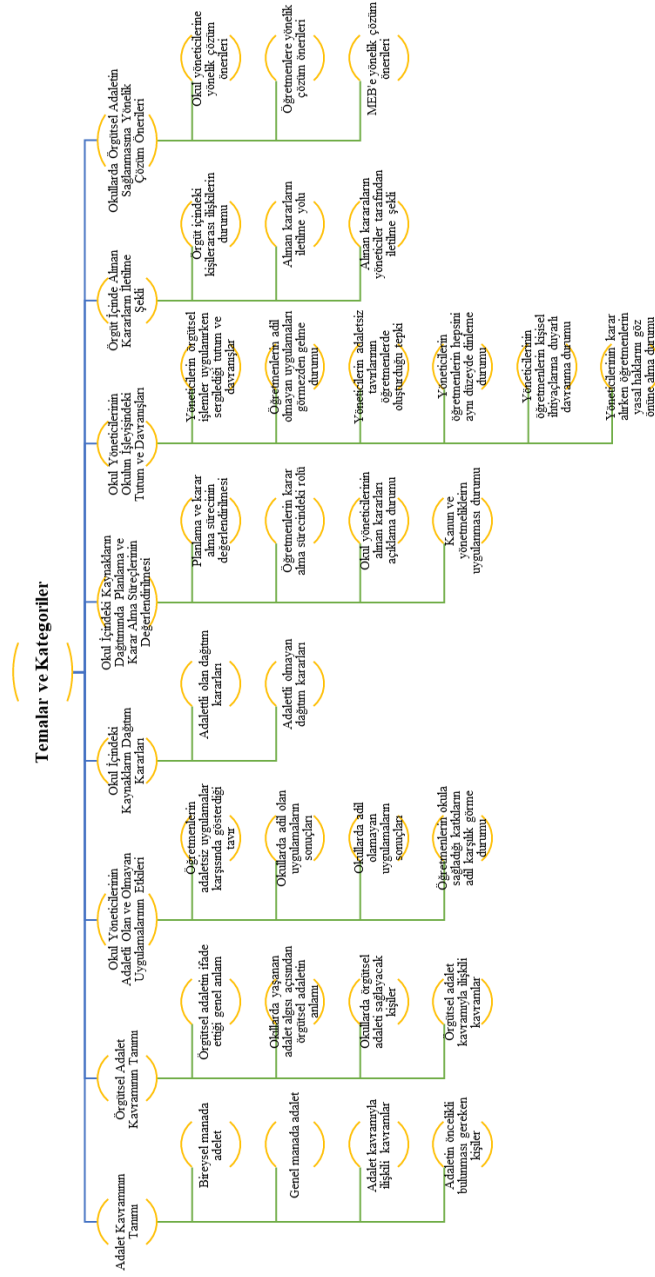 Temalar ve Kategoriler
Adalet Kavramının
Tanımı
Bireysel manada
adelet
Genel manada adalet
Adalet kavramıyla
ilişkili kavramlar
Adaletin öncelikli
bulunması gereken
kişiler
Örgütsel Adalet
Kavramının Tanımı
Örgütsel adaletin ifade
ettiği genel anlam
Okullarda yaşanan
adalet algısı açısından
örgütsel adaletin
anlamı
Okullarda örgütsel
adaleti sağlayacak
kişiler
Örgütsel adalet
kavramıyla ilişkili
kavramlar
Okul Yöneticilerinin
Adaletli Olan ve Olmayan
Uygulamalarının Etkileri
Öğretmenlerin
adaletsiz uygulamalar
karşısında gösterdiği
tavır
Okullarda adil olan
uygulamaların
sonuçları
Okullarda adil
olamayan
uygulamaların
sonuçları
Öğretmenlerin okula
sağladığı katkıların
adil karşılık görme
durumu
Okul İçindeki
Kaynakların Dağıtım
Kararları
Adalettli olan dağıtım
kararları
Adalettli olmayan
dağıtım kararları
Okul İçindeki Kaynakların
Dağıtımında Planlama ve
Karar Alma Süreçlerinin
Değerlendirilmesi
Planlama ve karar
alma sürecinin
değerlendirilmesi
Öğretmenlerin karar
alma sürecindeki rolü
Okul yöneticilerinin
alınan kararları
açıklama durumu
Kanun ve
yönetmeliklerin
uygulanması durumu
Okul Yöneticilerinin
Okulun İşleyişindeki
Tutum ve Davranışları
Yöneticilerin örgütsel
işlemler uygulanırken
sergilediği tutum ve
davranışlar
Öğretmenlerin adil
olmayan uygulamaları
görmezden gelme
durumu
Yöneticilerin adaletsiz
tavırlarının
öğretmenlerde
oluşturduğu tepki
Yöneticilerin
öğretmenlerin hepsini
aynı düzeyde dinleme
durumu
Yöneticilerinin
öğretmenlerin kişisel
ihtiyaçlarına duyarlı
davranma durumu
Yöneticilerinin karar
alırken öğretmenlerin
yasal haklarını göz
önüne alma durumu
Örgüt İçinde Alınan
Kararların İletilme
Şekli
Örgüt içindeki
kişilerarası ilişkilerin
durumu
Alınan kararların
iletilme yolu
Alınan kararaların
yöneticiler tarafından
iletilme şekli
Okullarda Örgütsel Adaletin
Sağlanmasına Yönelik
Çözüm Önerileri
Okul yöneticilerine
yönelik çözüm
önerileri
Öğretmenlere yönelik
çözüm önerileri
MEB'e yönelik çözüm
önerileri